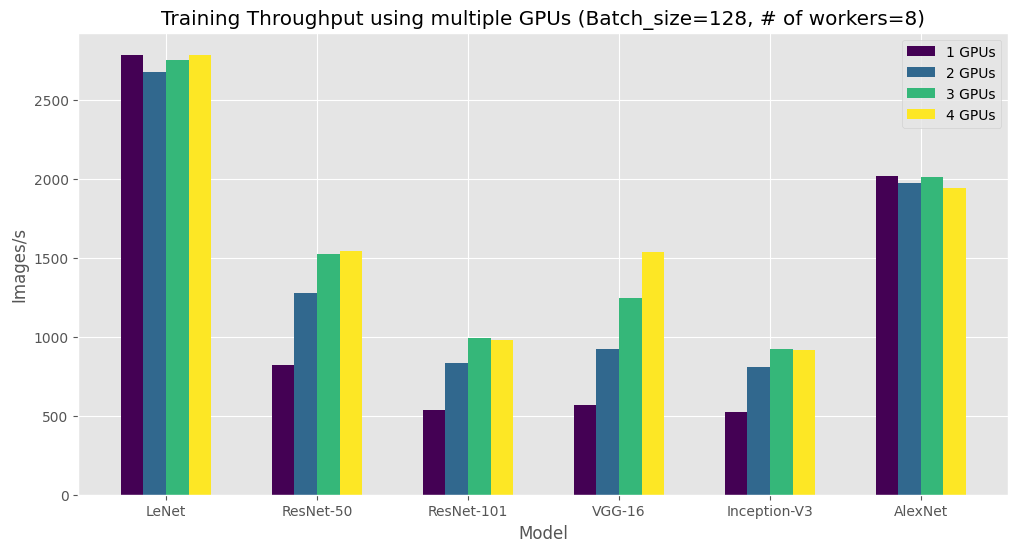 Training Throughput using multiple GPUs (Batch_size=128, # of workers=8)
1 GPUs
2 GPUs
3 GPUs
4 GPUs
Images/s
2500
2000
1500
1000
500
0
LeNet
ResNet-50
ResNet-101
VGG-16
Inception-V3
AlexNet
Model